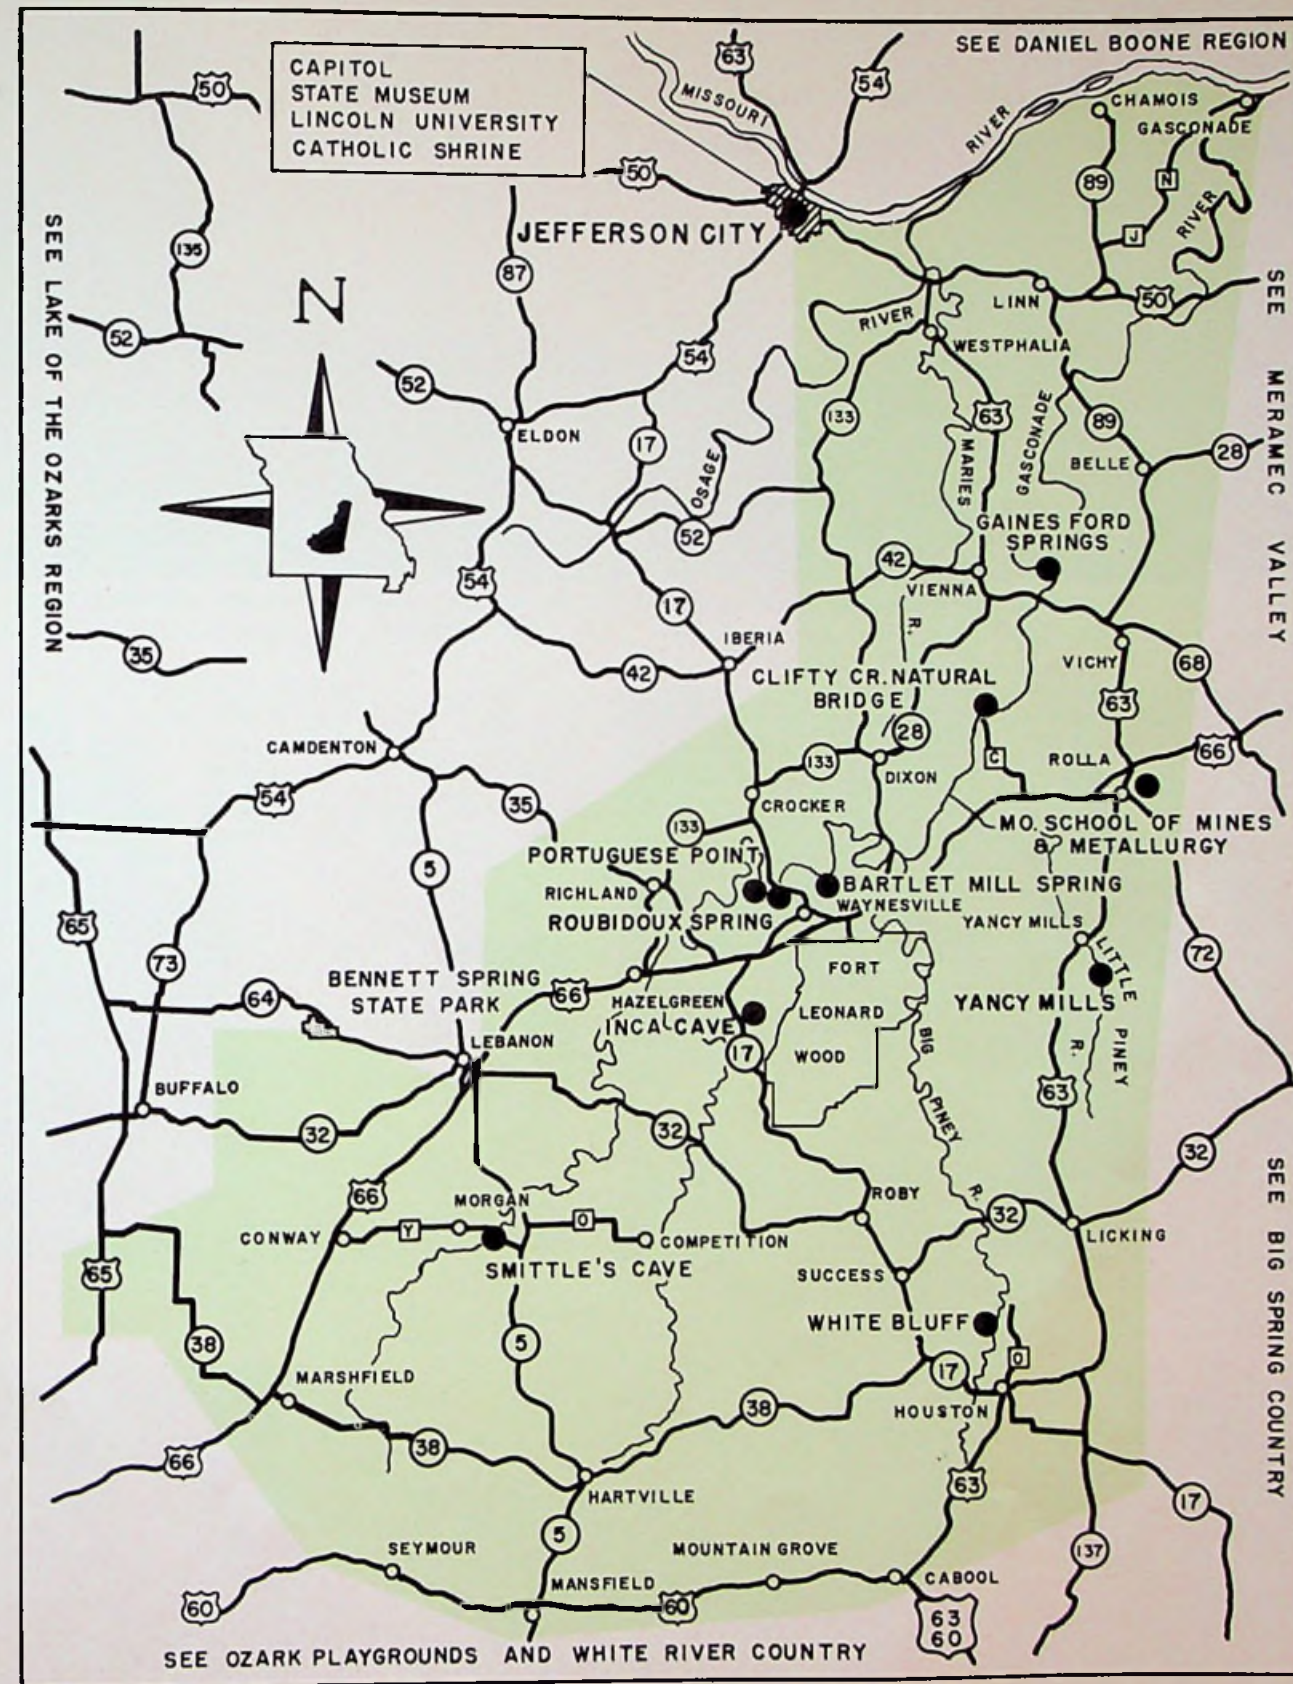 SEE DANIEL BOONE REGION
CAPITOL
STATE MUSEUM
LINCOLN UNIVERSITY
CATHOLIC SHRINE
63
54
50
MISSOURI
RIVER
CHAMOIS
GASCONADE
50
89
N
J
RIVER
JEFFERSON CITY
SEE LAKE OF THE OZARKS REGION
135
N
87
52
LINN
50
SEE MERAMEC VALLEY
RIVER
WESTPHALIA
54
52
ELDON
17
133
63
89
OSAGE
MARIES
GASCONADE
BELLE
28
52
GAINES FORD
SPRINGS
54
42
VIENNA
17
R.
35
IBERIA
42
VICHY
68
CLIFTY CR. NATURAL
BRIDGE
63
28
CAMDENTON
133
DIXON
C
ROLLA
66
54
35
CROCKER
133
MO. SCHOOL OF MINES
& METALLURGY
PORTUGUESE POINT
5
RICHLAND
BARTLET MILL SPRING
WAYNESVILLE
65
ROUBIDOUX SPRING
YANCY MILLS
73
72
BENNETT SPRING
STATE PARK
64
66
HAZELGREEN
FORT
LEONARD
WOOD
LITTLE
PINEY
R.
YANCY MILLS
INCA CAVE
LEBANON
17
BIG
PINEY
R.
BUFFALO
63
32
32
32
66
MORGAN
ROBY
32
CONWAY
Y
O
COMPETITION
LICKING
65
SMITTLE'S CAVE
SUCCESS
SEE BIG SPRING COUNTRY
38
5
WHITE BLUFF
O
MARSHFIELD
17
38
HOUSTON
66
38
63
HARTVILLE
17
5
SEYMOUR
MOUNTAIN GROVE
137
MANSFIELD
CABOOL
60
60
63
60
SEE OZARK PLAYGROUNDS AND WHITE RIVER COUNTRY